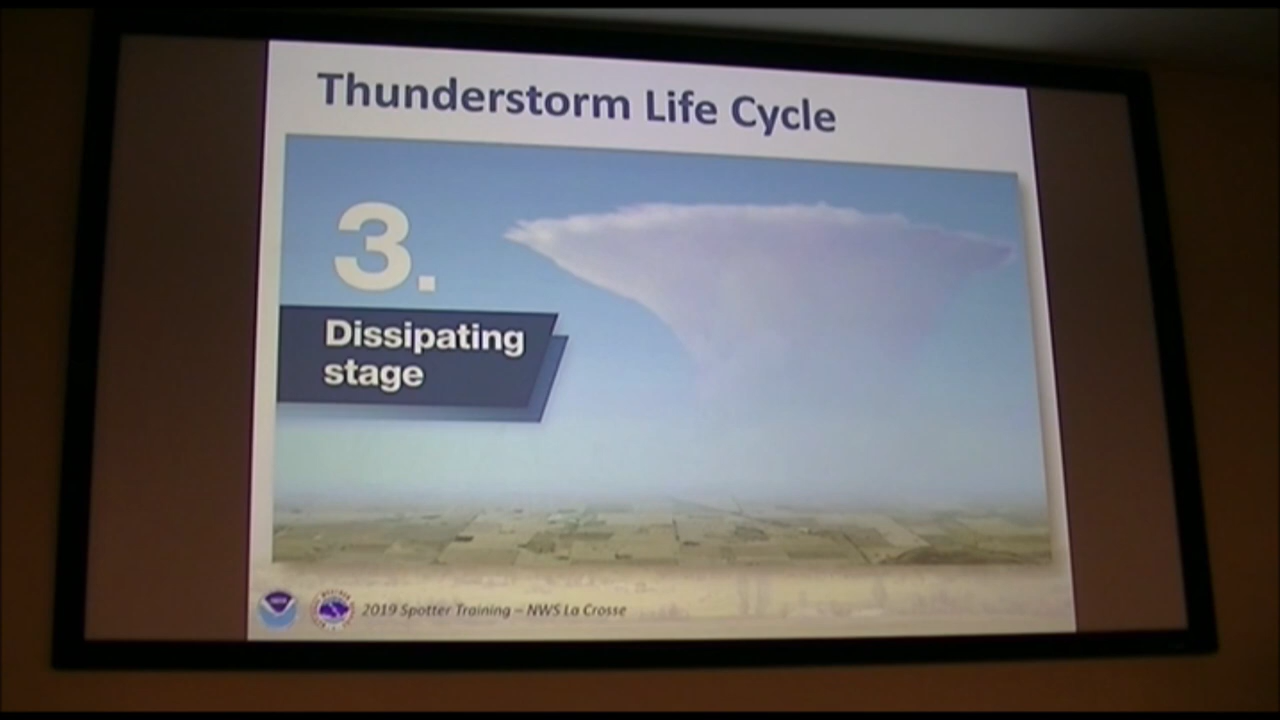 Thunderstorm Life Cycle
3.
Dissipating
stage
2019 Spotter Training – NWS La Crosse